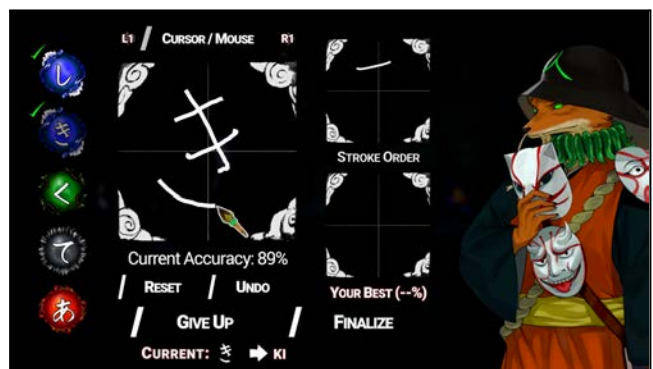 L1 / CURSOR / MOUSE R1
し
き
く
て
あ
き
STROKE ORDER
Current Accuracy: 89%
RESET / UNDO
YOUR BEST (--%)
GIVE UP / FINALIZE
CURRENT: き ➡ KI